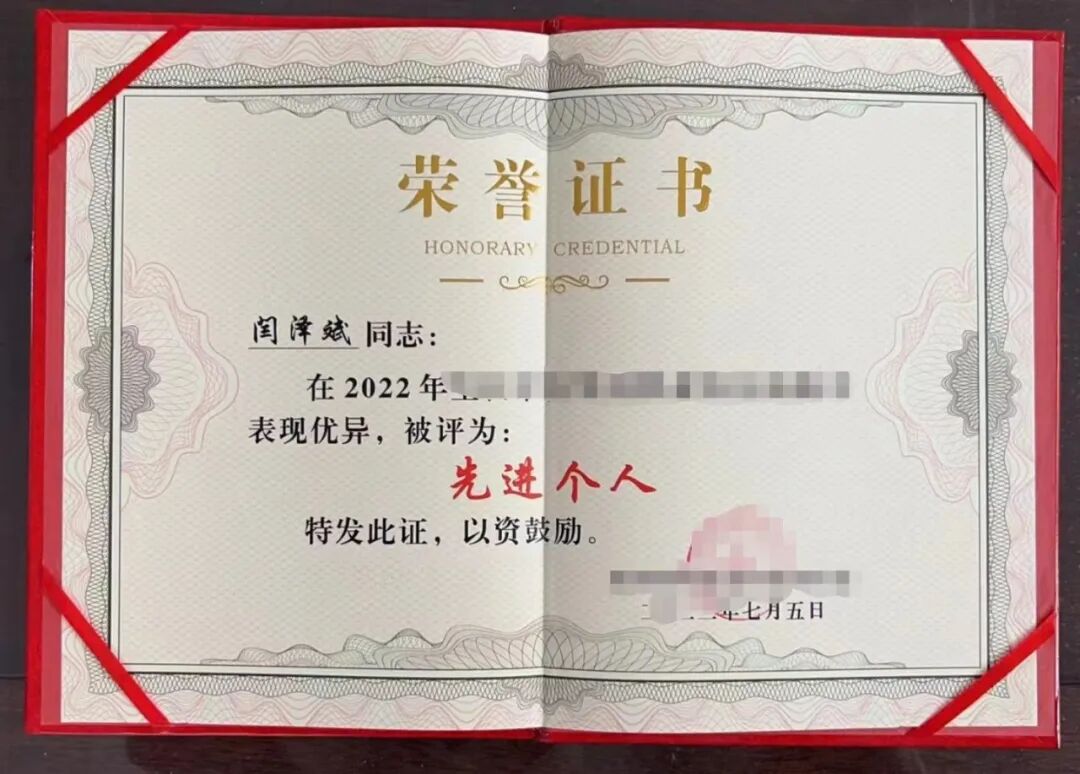 荣誉证书
HONORARY CREDENTIAL
闫泽斌同志：
在2022年
表现优异，被评为：
先进个人
特发此证，以资鼓励。
年七月五日